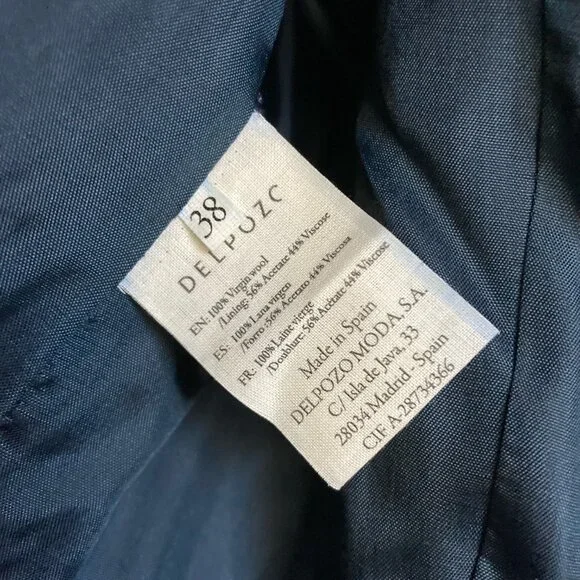 38
DELPOZO
EN: 100% Virgin wool
/Lining: 56% Acetate 44% Viscose
ES: 100% Lana virgen
/Forro: 56% Acetato 44% Viscosa
FR: 100% Laine vierge
/Doublure: 56% Acétate 44% Viscose
Made in Spain
DELPOZO MODA, S.A.
C/ Isla de Java, 33
28034 Madrid - Spain
CIF A-28734366